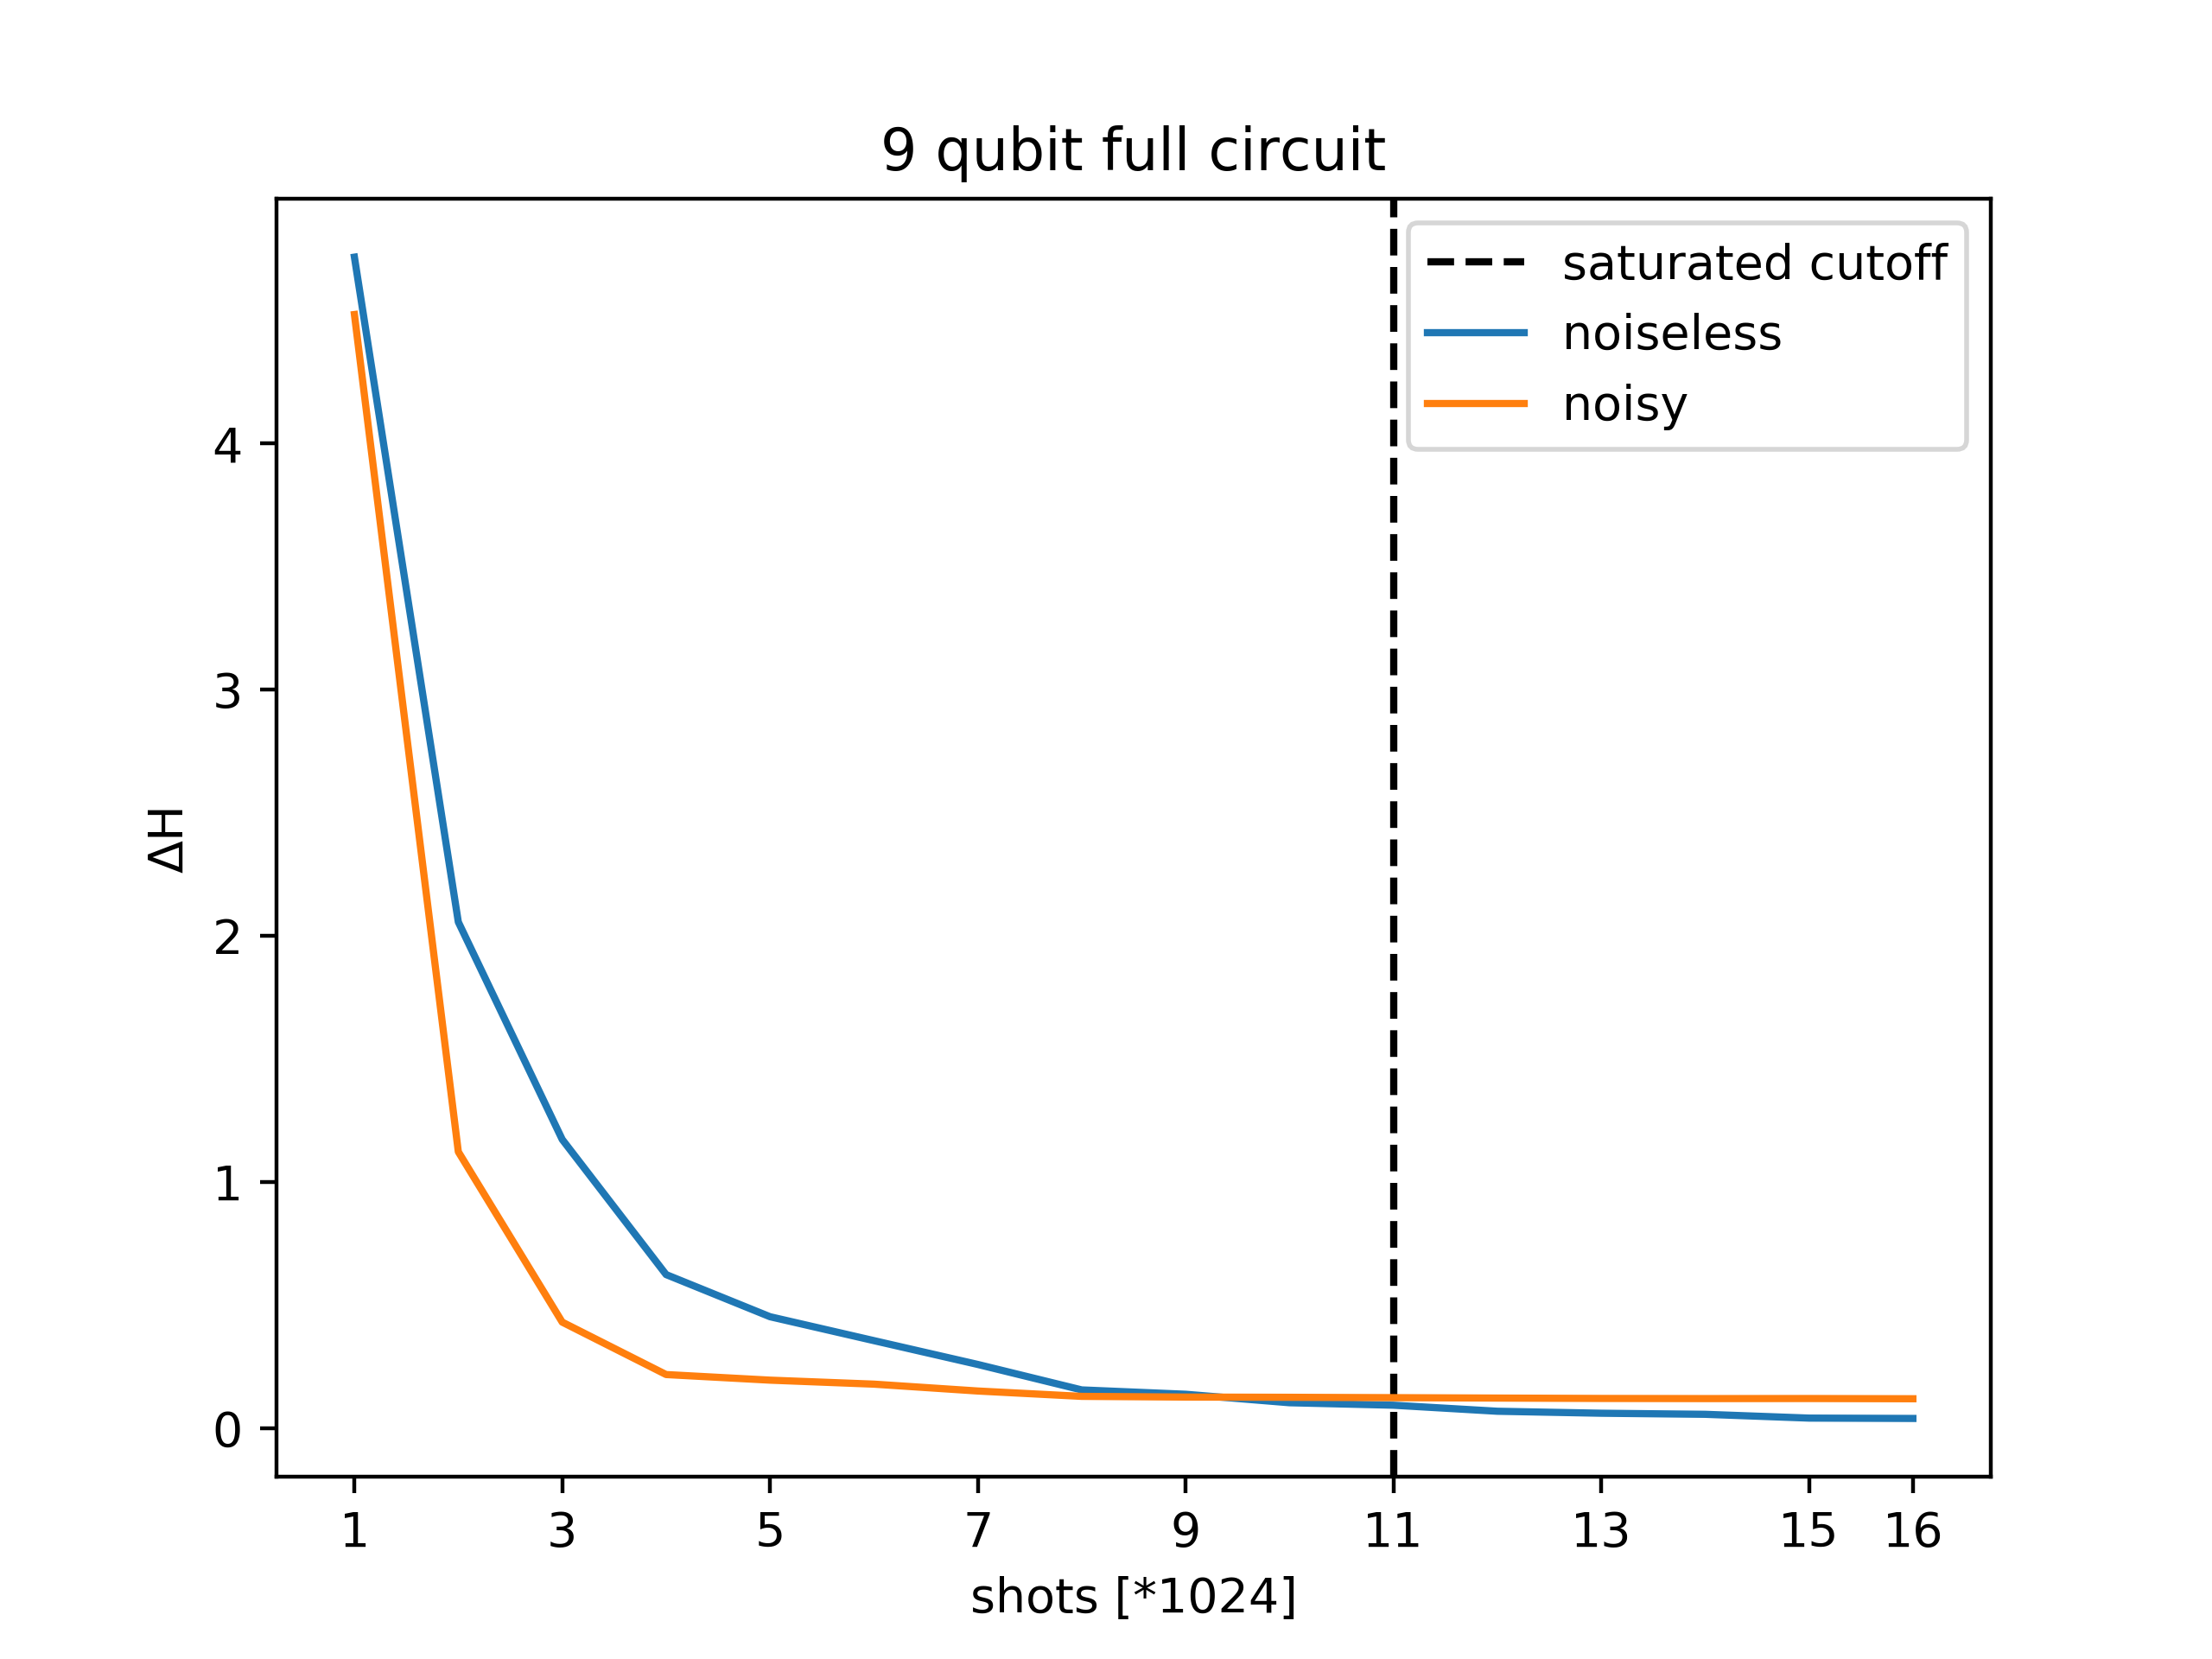 9 qubit full circuit
saturated cutoff
noiseless
noisy
4
3
2
1
0
ΔH
1 3 5 7 9 11 13 15 16
shots [*1024]